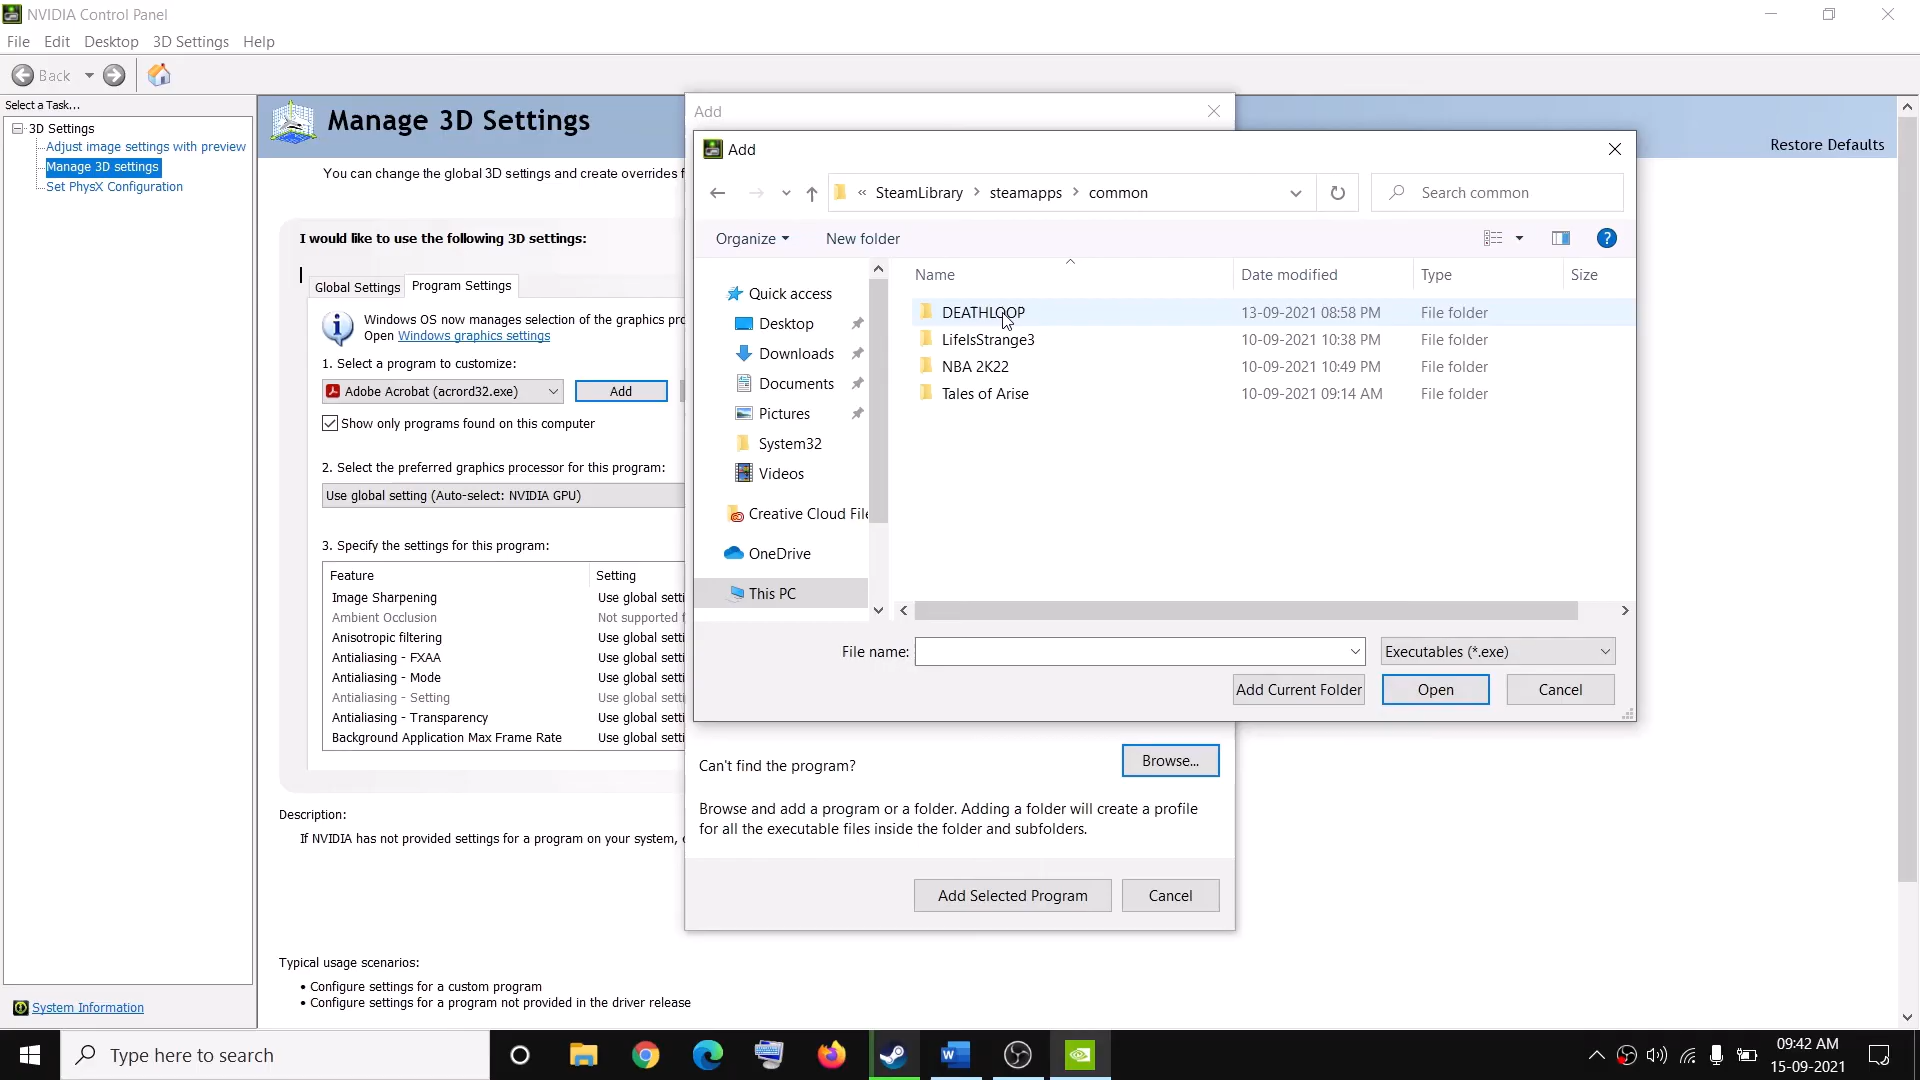 NVIDIA Control Panel
File Edit Desktop 3D Settings Help
Back
Select a Task...
3D Settings
Adjust image settings with preview
Manage 3D settings
Set PhysX Configuration
System Information
Manage 3D Settings
Restore Defaults
You can change the global 3D settings and create overrides f
I would like to use the following 3D settings:
Global Settings Program Settings
Windows OS now manages selection of the graphics pr
Open Windows graphics settings
1. Select a program to customize:
Adobe Acrobat (acrord32.exe) Add
Show only programs found on this computer
2. Select the preferred graphics processor for this program:
Use global setting (Auto-select: NVIDIA GPU)
3. Specify the settings for this program:
Feature Setting
Image Sharpening Use global setti
Ambient Occlusion Not supported f
Anisotropic filtering Use global setti
Antialiasing - FXAA Use global setti
Antialiasing - Mode Use global setti
Antialiasing - Setting Use global setti
Antialiasing - Transparency Use global setti
Background Application Max Frame Rate Use global setti
Description:
If NVIDIA has not provided settings for a program on your system,
Typical usage scenarios:
• Configure settings for a custom program
• Configure settings for a program not provided in the driver release
Add
Add
« SteamLibrary > steamapps > common
Search common
Organize New folder
?
Quick access
Desktop
Downloads
Documents
Pictures
System32
Videos
Creative Cloud File
OneDrive
This PC
Name Date modified Type Size
DEATHLOOP 13-09-2021 08:58 PM File folder
LifeIsStrange3 10-09-2021 10:38 PM File folder
NBA 2K22 10-09-2021 10:49 PM File folder
Tales of Arise 10-09-2021 09:14 AM File folder
File name: Executables (*.exe)
Add Current Folder Open Cancel
Can't find the program? Browse...
Browse and add a program or a folder. Adding a folder will create a profile
for all the executable files inside the folder and subfolders.
Add Selected Program Cancel
Type here to search
09:42 AM
15-09-2021